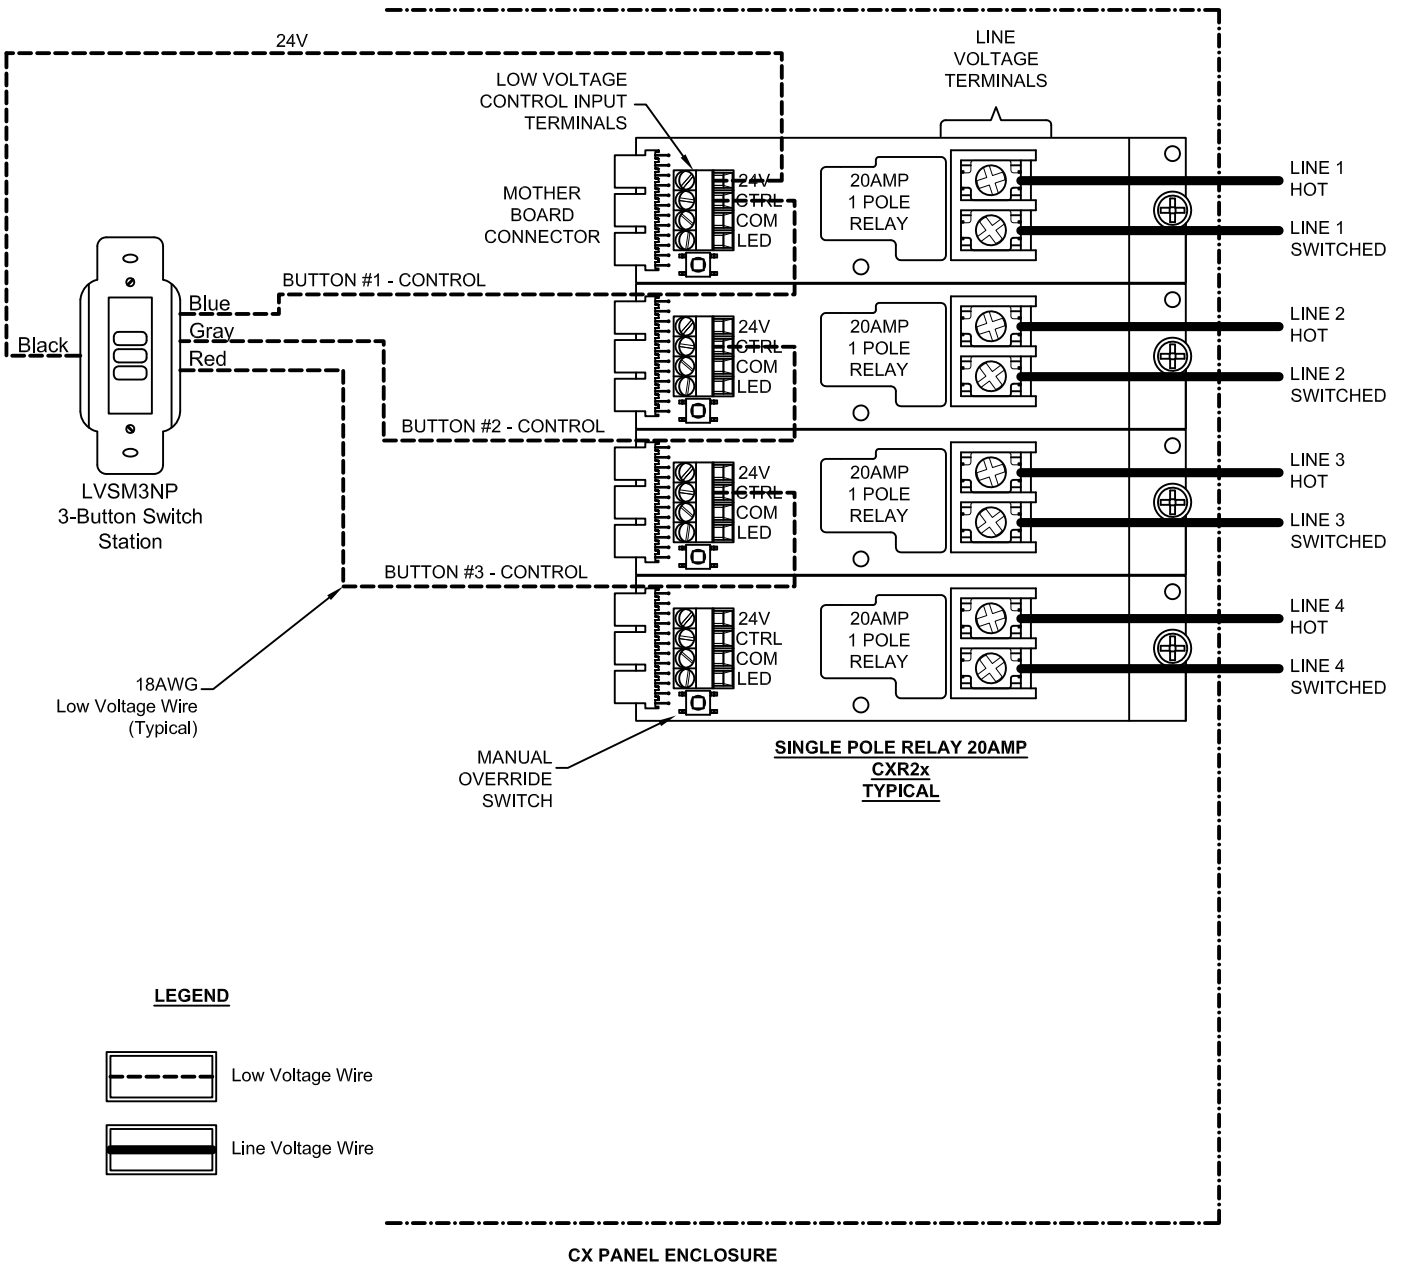 24V
LOW VOLTAGE
CONTROL INPUT
TERMINALS
LINE
VOLTAGE
TERMINALS
MOTHER
BOARD
CONNECTOR
24V
CTRL
COM
LED
20AMP
1 POLE
RELAY
LINE 1
HOT
LINE 1
SWITCHED
BUTTON #1 - CONTROL
Blue
Gray
Red
Black
24V
CTRL
COM
LED
20AMP
1 POLE
RELAY
LINE 2
HOT
LINE 2
SWITCHED
BUTTON #2 - CONTROL
LVSM3NP
3-Button Switch
Station
24V
CTRL
COM
LED
20AMP
1 POLE
RELAY
LINE 3
HOT
LINE 3
SWITCHED
BUTTON #3 - CONTROL
24V
CTRL
COM
LED
20AMP
1 POLE
RELAY
LINE 4
HOT
LINE 4
SWITCHED
18AWG
Low Voltage Wire
(Typical)
MANUAL
OVERRIDE
SWITCH
SINGLE POLE RELAY 20AMP
CXR2x
TYPICAL
LEGEND
Low Voltage Wire
Line Voltage Wire
CX PANEL ENCLOSURE